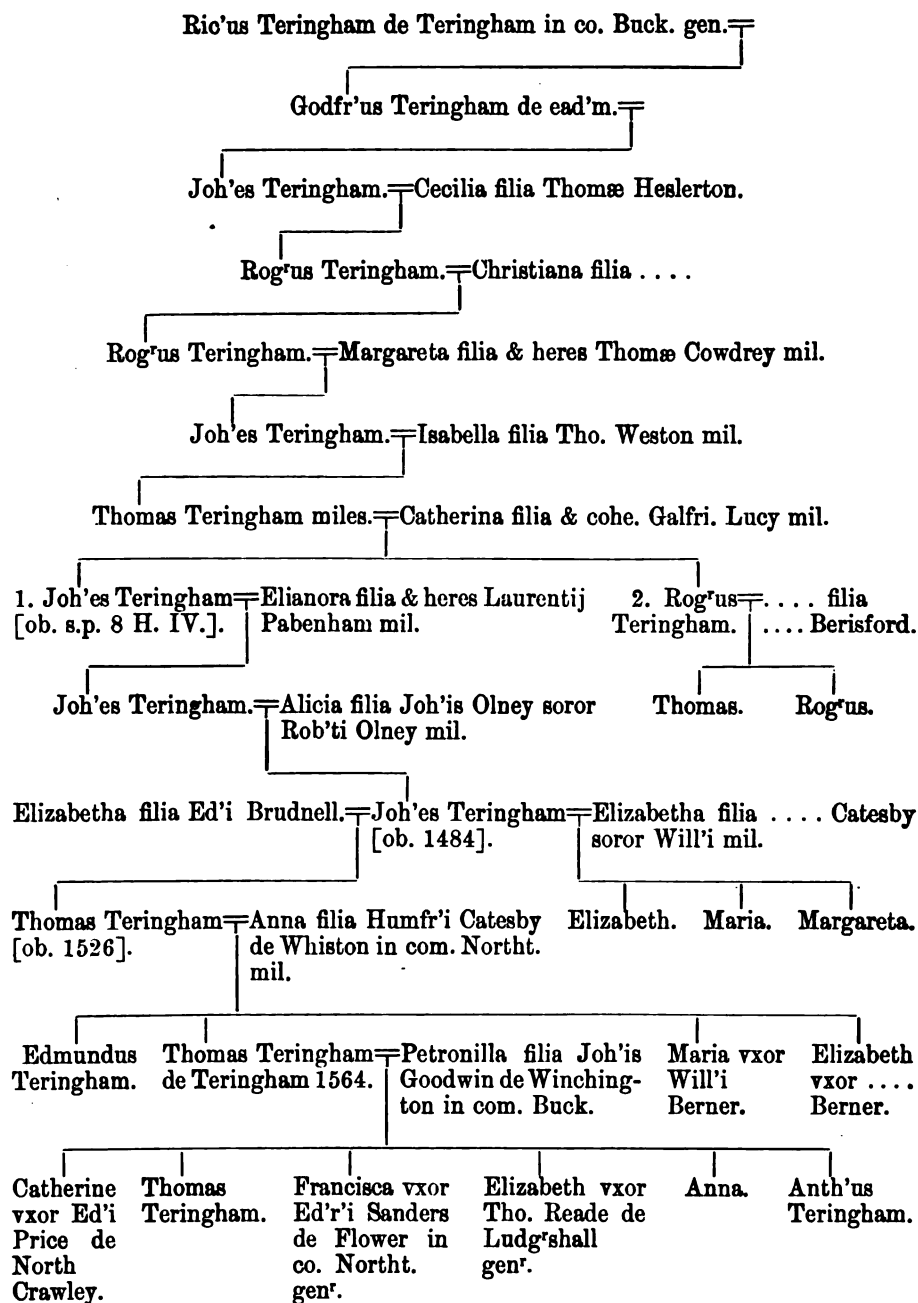 Ric'us Teringham de Teringham in co. Buck. gen.
Godfr'us Teringham de ead'm.
Joh'es Teringham. Cecilia filia Thomæ Heslerton.
Rogʳus Teringham. Christiana filia ....
Rogʳus Teringham. Margareta filia & heres Thomæ Cowdrey mil.
Joh'es Teringham. Isabella filia Tho. Weston mil.
Thomas Teringham miles. Catherina filia & cohe. Galfri. Lucy mil.
1. Joh'es Teringham
[ob. s.p. 8 H. IV.].
Elianora filia & heres Laurentij
Pabenham mil.
2. Rogʳus
Teringham.
.... filia
.... Berisford.
Joh'es Teringham.
Alicia filia Joh'is Olney soror
Rob'ti Olney mil.
Thomas.
Rogʳus.
Elizabetha filia Ed'i Brudnell.
Joh'es Teringham
[ob. 1484].
Elizabetha filia .... Catesby
soror Will'i mil.
Thomas Teringham
[ob. 1526].
Anna filia Humfr'i Catesby
de Whiston in com. Northt.
mil.
Elizabeth.
Maria.
Margareta.
Edmundus
Teringham.
Thomas Teringham
de Teringham 1564.
Petronilla filia Joh'is
Goodwin de Winching-
ton in com. Buck.
Maria vxor
Will'i
Berner.
Elizabeth
vxor ....
Berner.
Catherine
vxor Ed'i
Price de
North
Crawley.
Thomas
Teringham.
Francisca vxor
Ed'r'i Sanders
de Flower in
co. Northt.
genʳ.
Elizabeth vxor
Tho. Reade de
Ludgʳshall
genʳ.
Anna.
Anth'us
Teringham.